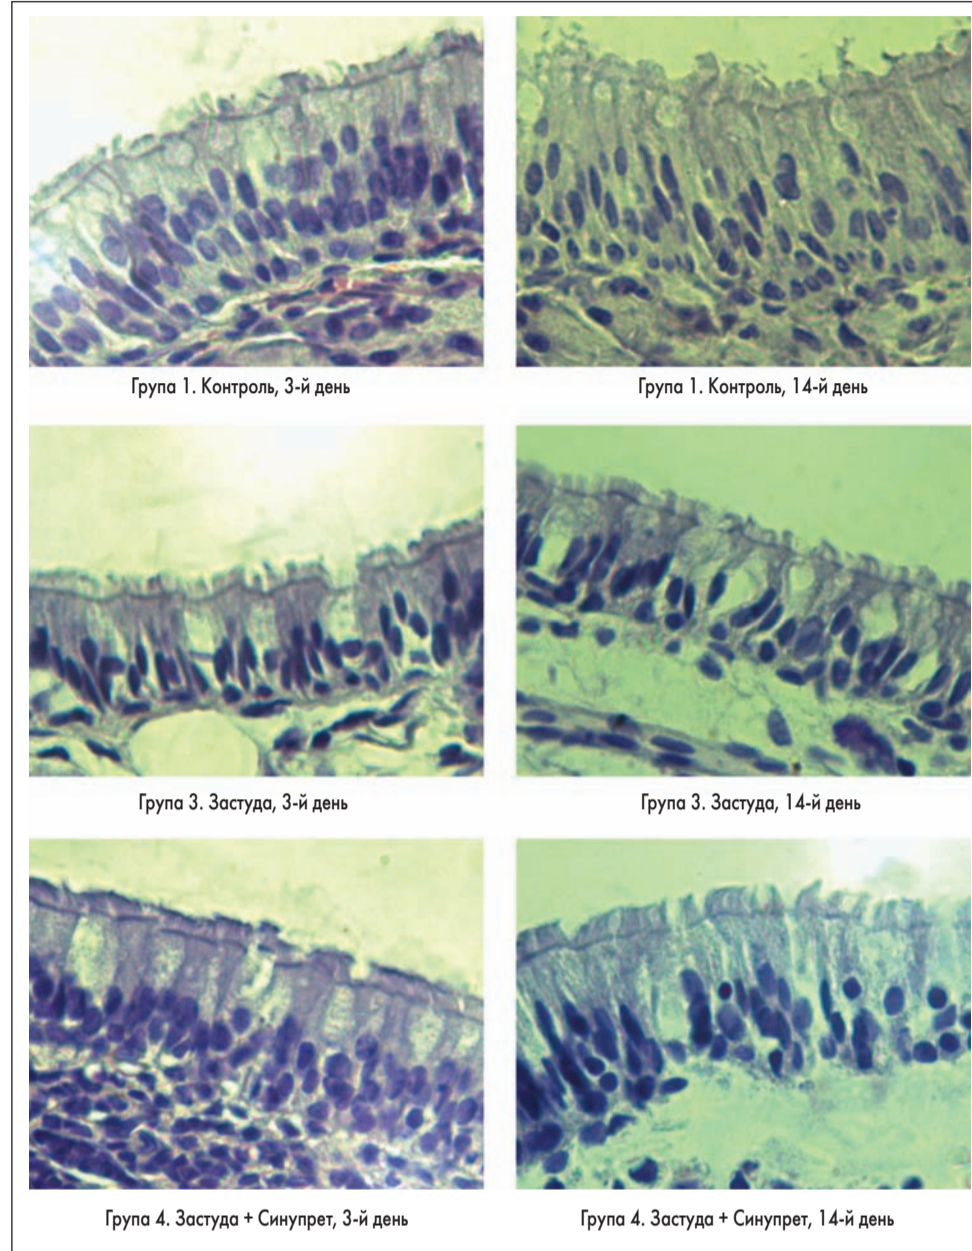 Група 1. Контроль, 3-й день
Група 1. Контроль, 14-й день
Група 3. Застуда, 3-й день
Група 3. Застуда, 14-й день
Група 4. Застуда + Синупрет, 3-й день
Група 4. Застуда + Синупрет, 14-й день